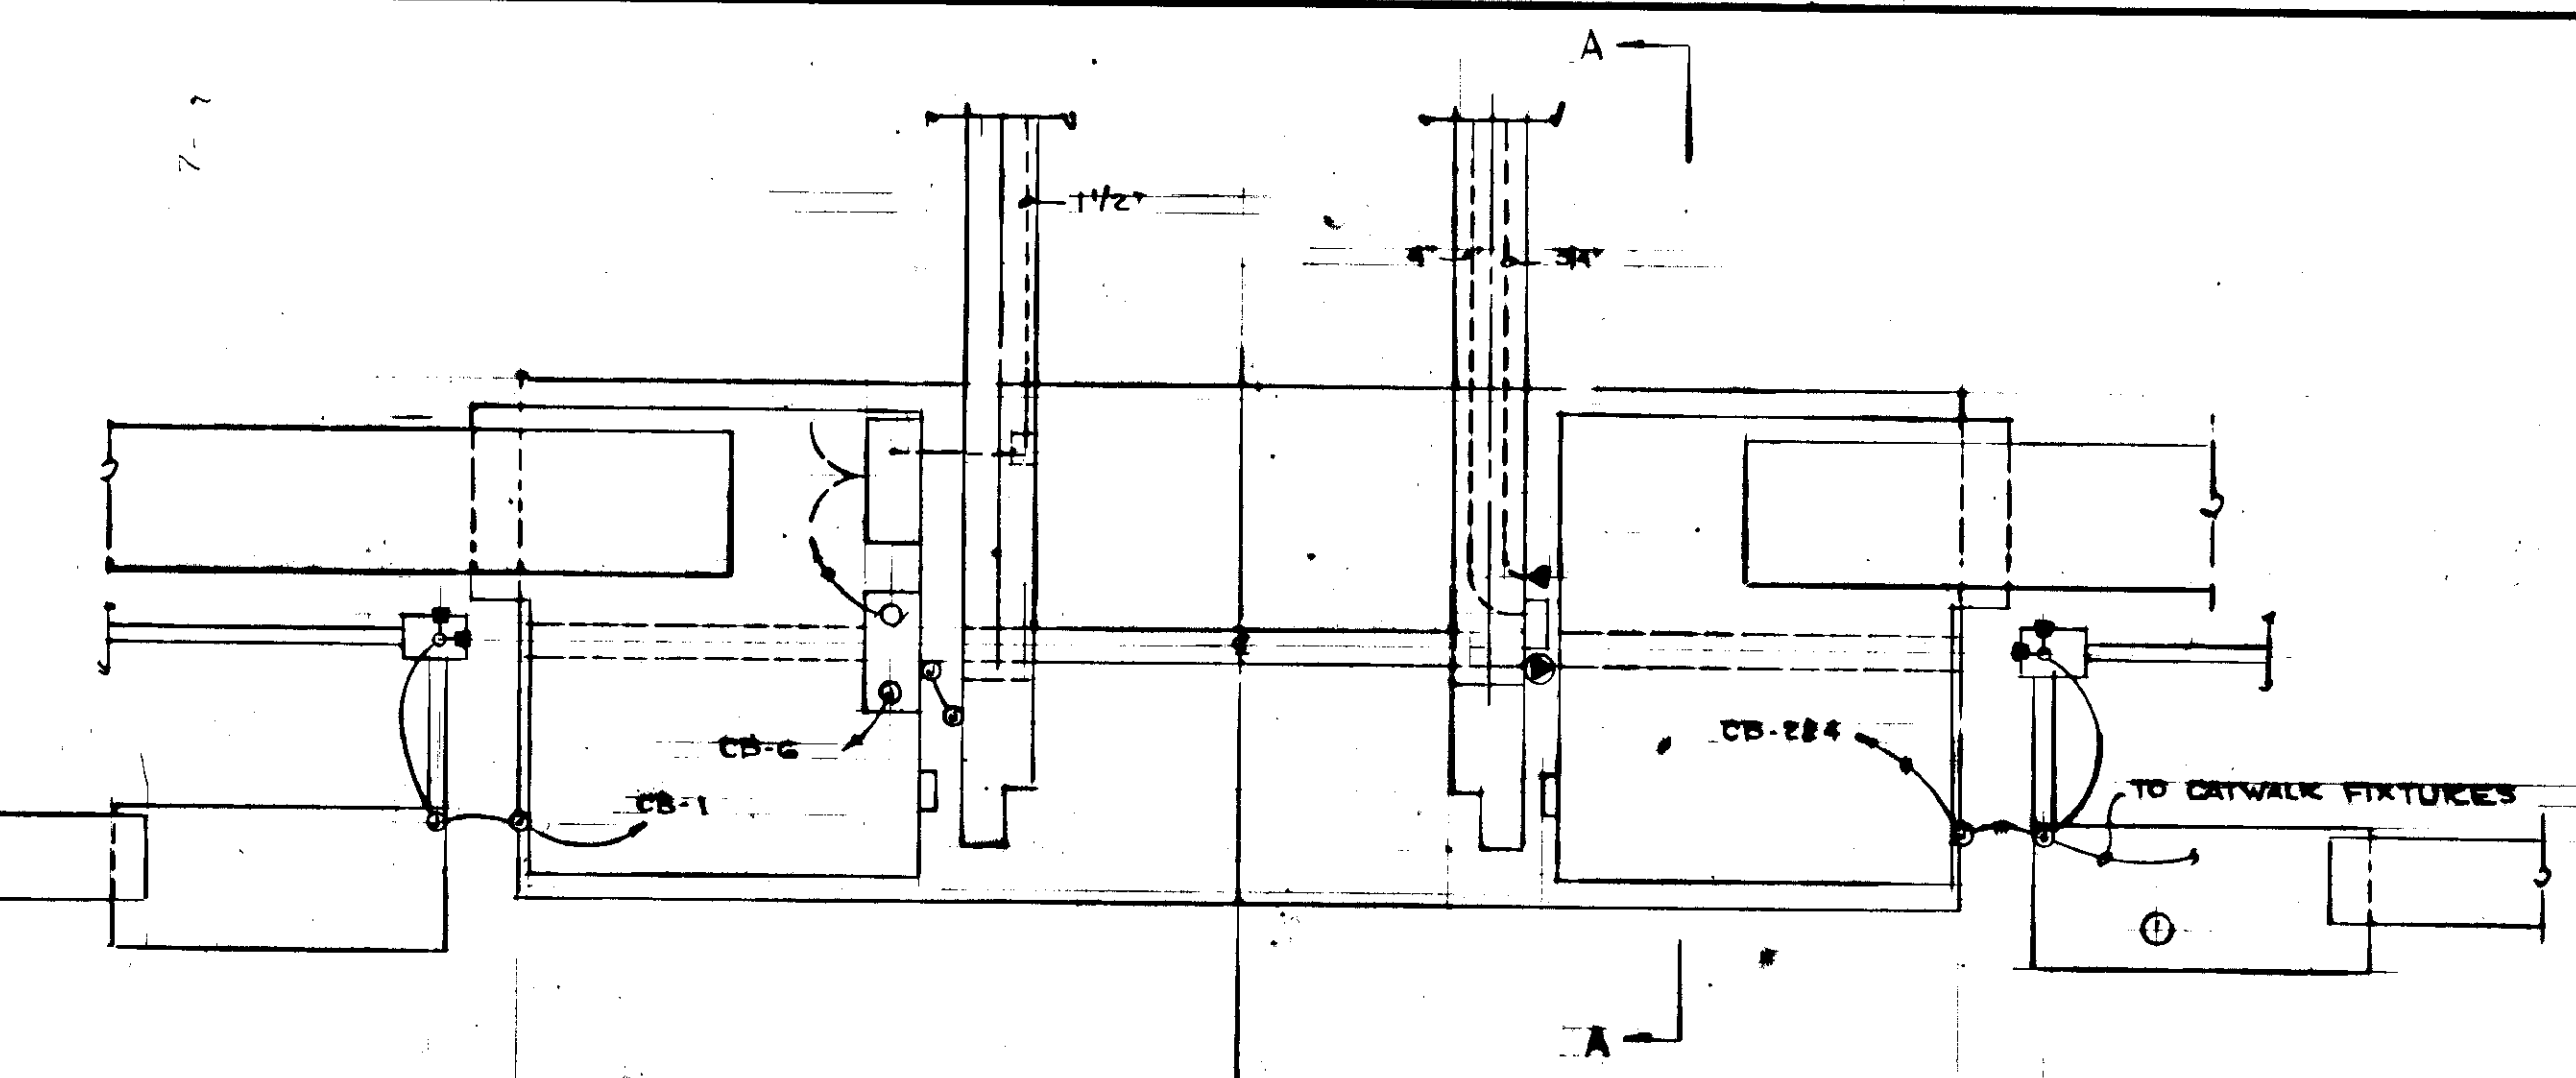 A
1 1/2"
3/4"
CB-6
CB-1
CB-2&4
TO CATWALK FIXTURES
A